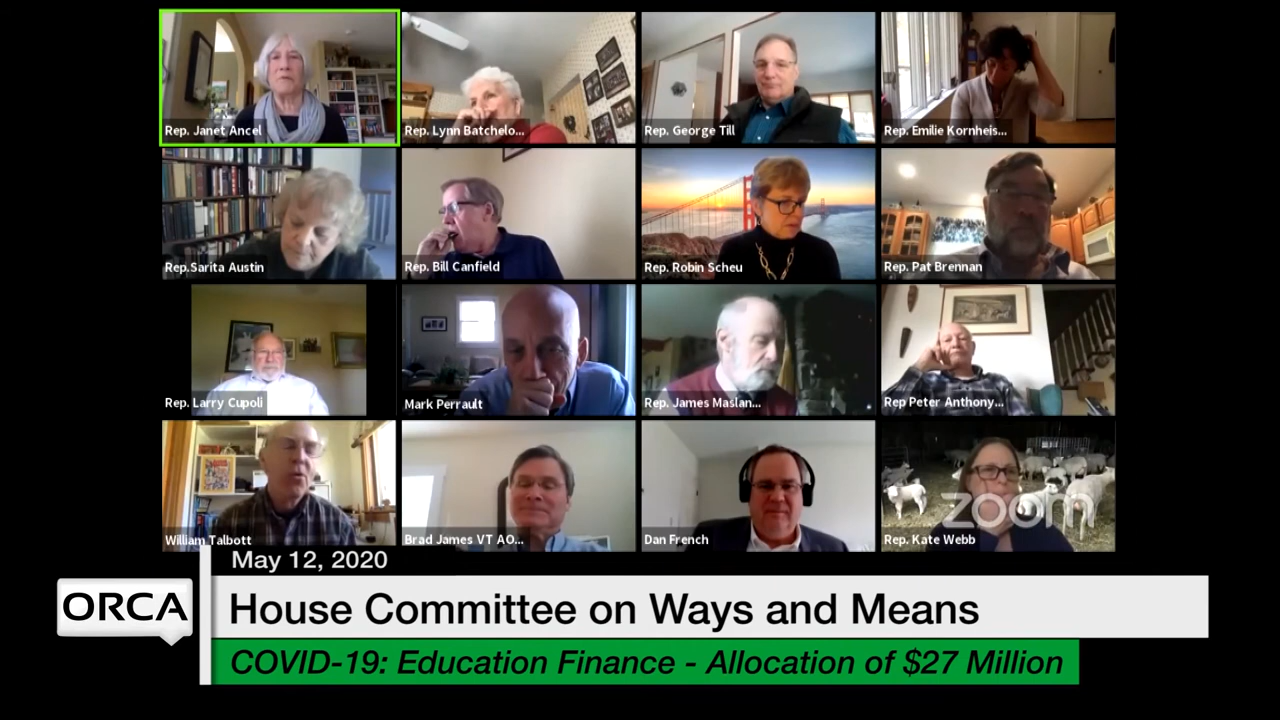 Rep. Janet Ancel
Rep. Lynn Batchelo...
Rep. George Till
Rep. Emilie Kornheis...
Rep.Sarita Austin
Rep. Bill Canfield
Rep. Robin Scheu
Rep. Pat Brennan
Rep. Larry Cupoli
Mark Perrault
Rep. James Maslan...
Rep Peter Anthony...
William Talbott
Brad James VT AO...
Dan French
Rep. Kate Webb
zoom
May 12, 2020
ORCA
House Committee on Ways and Means
COVID-19: Education Finance - Allocation of $27 Million